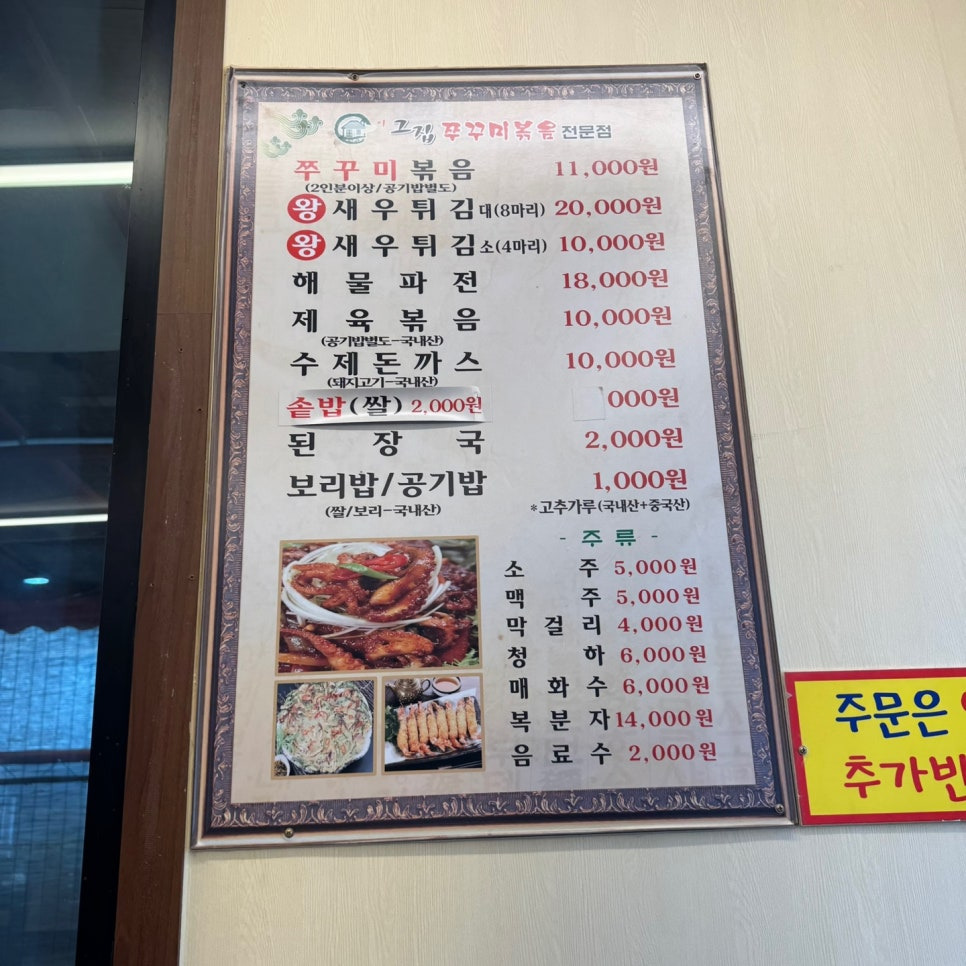 그집 쭈꾸미볶음 전문점
쭈꾸미볶음 11,000원
(2인분이상/공기밥별도)
왕새우튀김 대(8마리) 20,000원
왕새우튀김 소(4마리) 10,000원
해물파전 18,000원
제육볶음 10,000원
(공기밥별도-국내산)
수제돈까스 10,000원
(돼지고기-국내산)
솥밥(쌀) 2,000원 000원
된장국 2,000원
보리밥/공기밥 1,000원
(쌀/보리-국내산) *고추가루(국내산+중국산)
- 주류 -
소주 5,000원
맥주 5,000원
막걸리 4,000원
청하 6,000원
매화수 6,000원
복분자 14,000원
음료수 2,000원
주문은
추가반